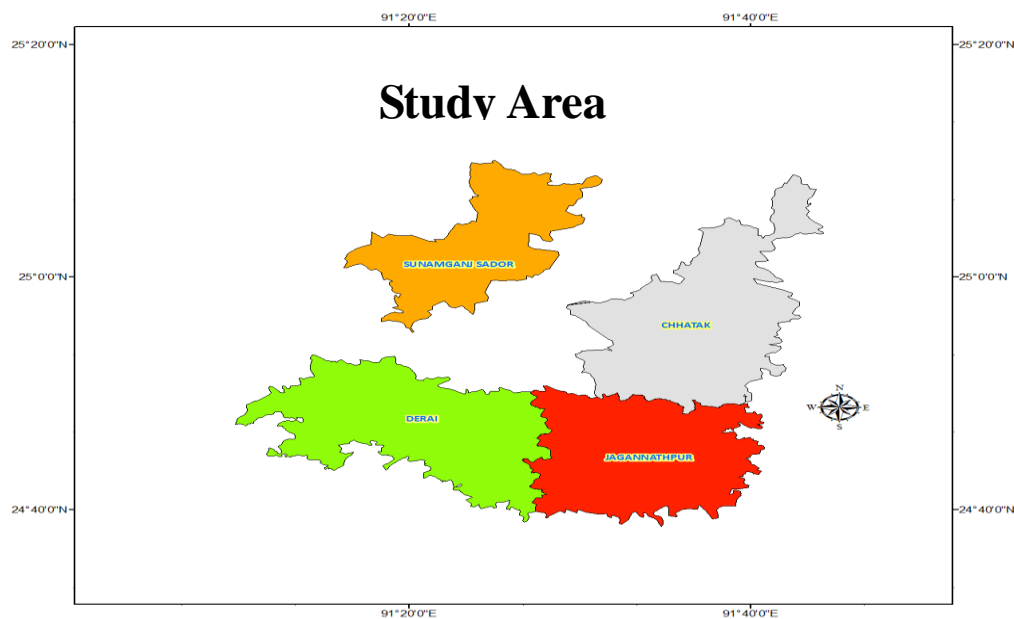 91°20'0"E 91°40'0"E
25°20'0"N 25°20'0"N
Study Area
SUNAMGANJ SADOR
25°0'0"N 25°0'0"N
CHHATAK
N
W E
S
DERAI
JAGANNATHPUR
24°40'0"N 24°40'0"N
91°20'0"E 91°40'0"E